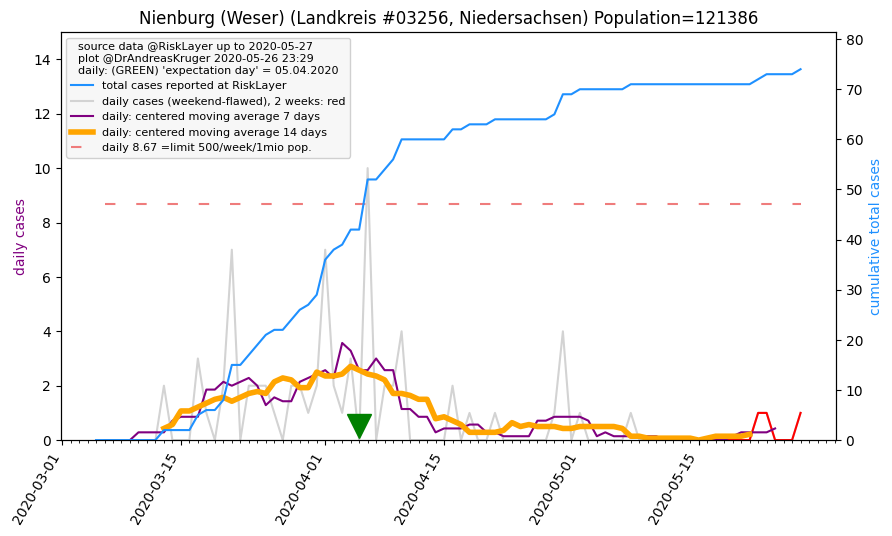 Nienburg (Weser) (Landkreis #03256, Niedersachsen) Population=121386
source data @RiskLayer up to 2020-05-27
plot @DrAndreasKruger 2020-05-26 23:29
daily: (GREEN) 'expectation day' = 05.04.2020
total cases reported at RiskLayer
daily cases (weekend-flawed), 2 weeks: red
daily: centered moving average 7 days
daily: centered moving average 14 days
daily 8.67 =limit 500/week/1mio pop.
daily cases
14
12
10
8
6
4
2
0
cumulative total cases
80
70
60
50
40
30
20
10
0
2020-03-01
2020-03-15
2020-04-01
2020-04-15
2020-05-01
2020-05-15